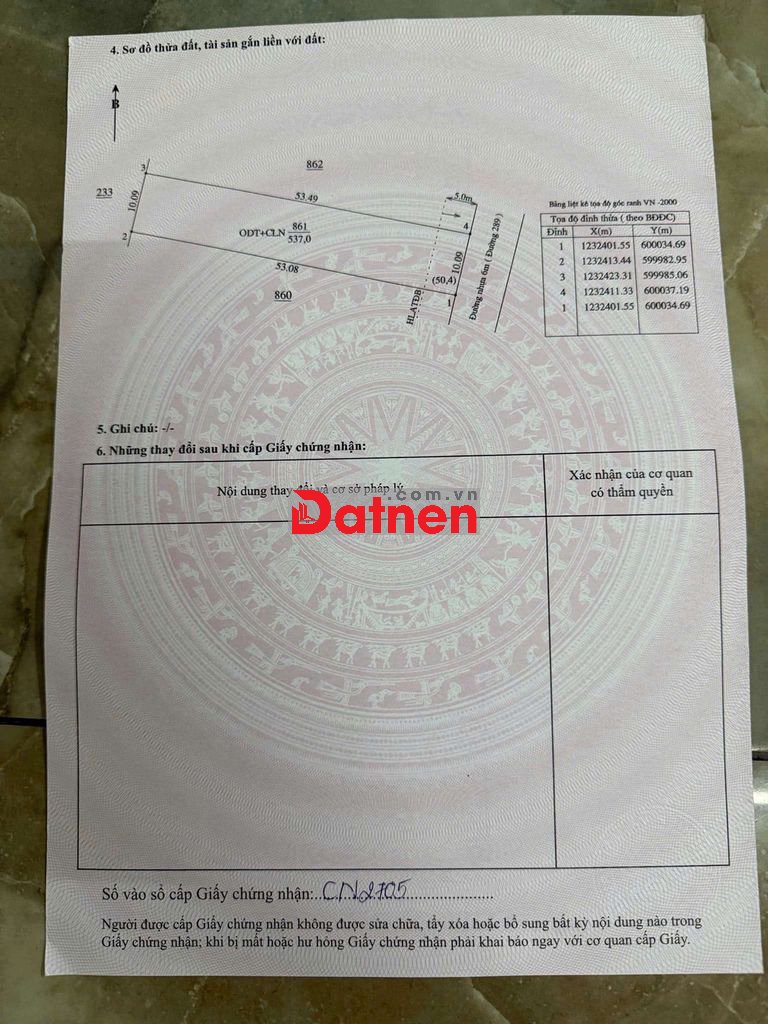 4. Sơ đồ thửa đất, tài sản gắn liền với đất:
B
862
3
53.49
5.0m
233
10.09
ODT+CLN 861
537,0
4
2
53.08
10.09
(50,4)
860
1
HLATĐB
Đường nhựa 6m ( Đường 289 )
Bảng liệt kê tọa độ góc ranh VN -2000
Tọa độ đỉnh thửa ( theo BĐĐC)
Đỉnh X(m) Y(m)
1 1232401.55 600034.69
2 1232413.44 599982.95
3 1232423.31 599985.06
4 1232411.33 600037.19
1 1232401.55 600034.69
5. Ghi chú: -/-
6. Những thay đổi sau khi cấp Giấy chứng nhận:
Nội dung thay đổi và cơ sở pháp lý
Xác nhận của cơ quan
có thẩm quyền
.com.vn
Datnen
Số vào sổ cấp Giấy chứng nhận:..CN2705
Người được cấp Giấy chứng nhận không được sửa chữa, tẩy xóa hoặc bổ sung bất kỳ nội dung nào trong
Giấy chứng nhận; khi bị mất hoặc hư hỏng Giấy chứng nhận phải khai báo ngay với cơ quan cấp Giấy.